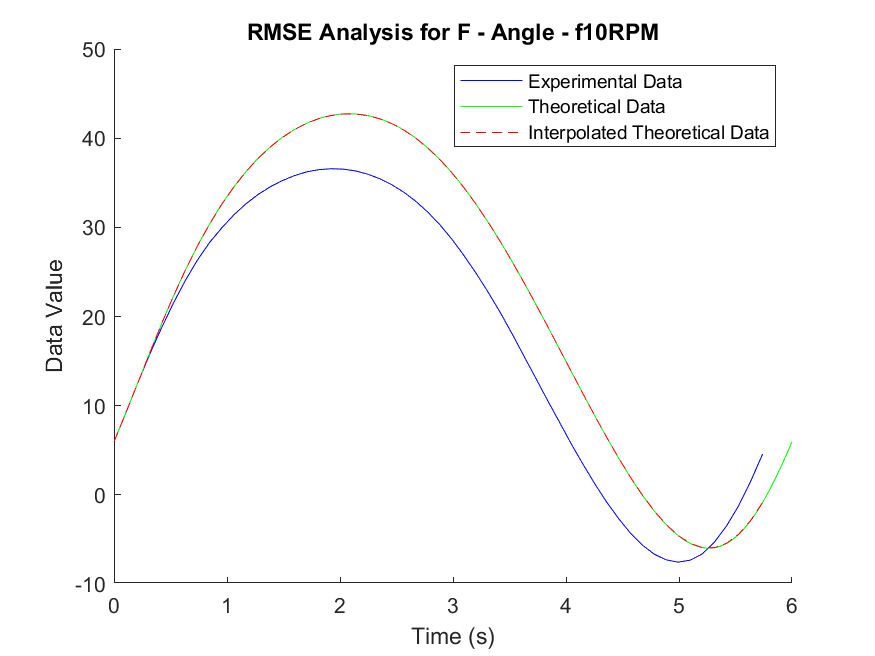 RMSE Analysis for F - Angle - f10RPM
50
40
30
20
10
0
-10
Data Value
Experimental Data
Theoretical Data
Interpolated Theoretical Data
0 1 2 3 4 5 6
Time (s)